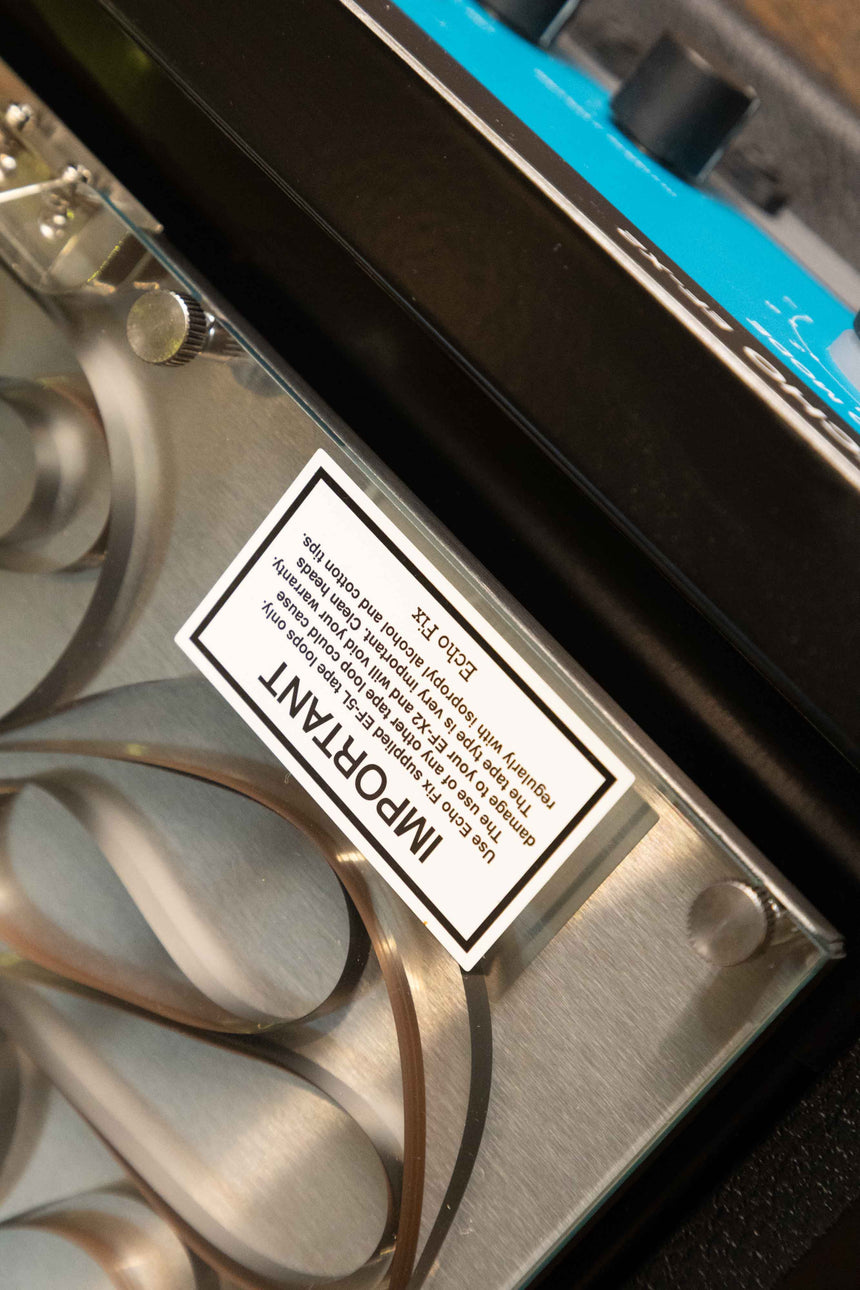 IMPORTANT
Use Echo Fix supplied EF-5L tape loops only.
The use of any other tape loop could cause
damage to your EF-X2 and will void your warranty.
The tape type is very important. Clean heads
regularly with isopropyl alcohol and cotton tips.
Echo Fix